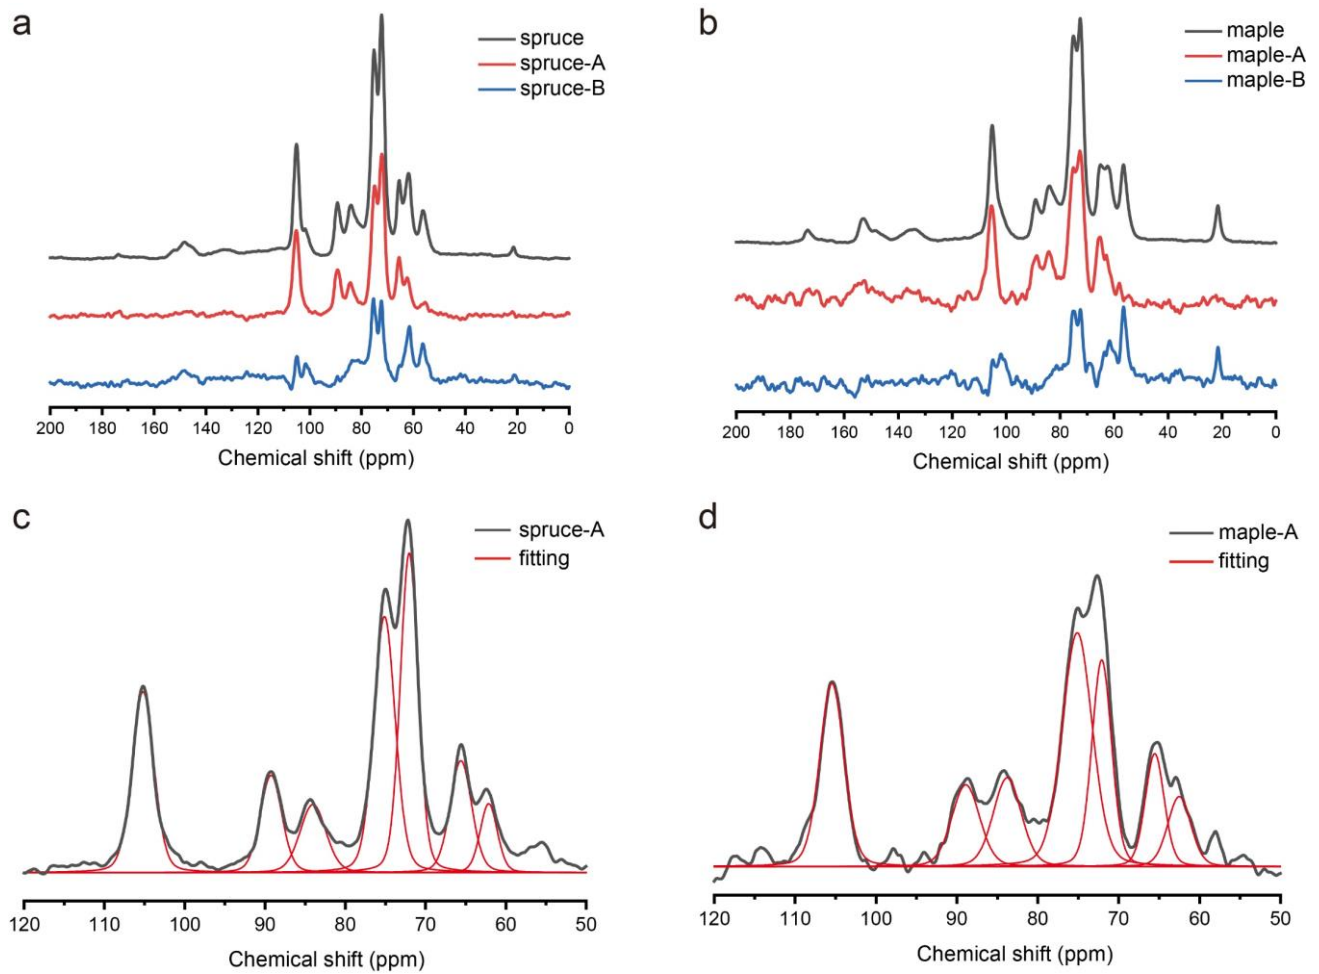 a
spruce
spruce-A
spruce-B
200 180 160 140 120 100 80 60 40 20 0
Chemical shift (ppm)
b
maple
maple-A
maple-B
200 180 160 140 120 100 80 60 40 20 0
Chemical shift (ppm)
c
spruce-A
fitting
120 110 100 90 80 70 60 50
Chemical shift (ppm)
d
maple-A
fitting
120 110 100 90 80 70 60 50
Chemical shift (ppm)